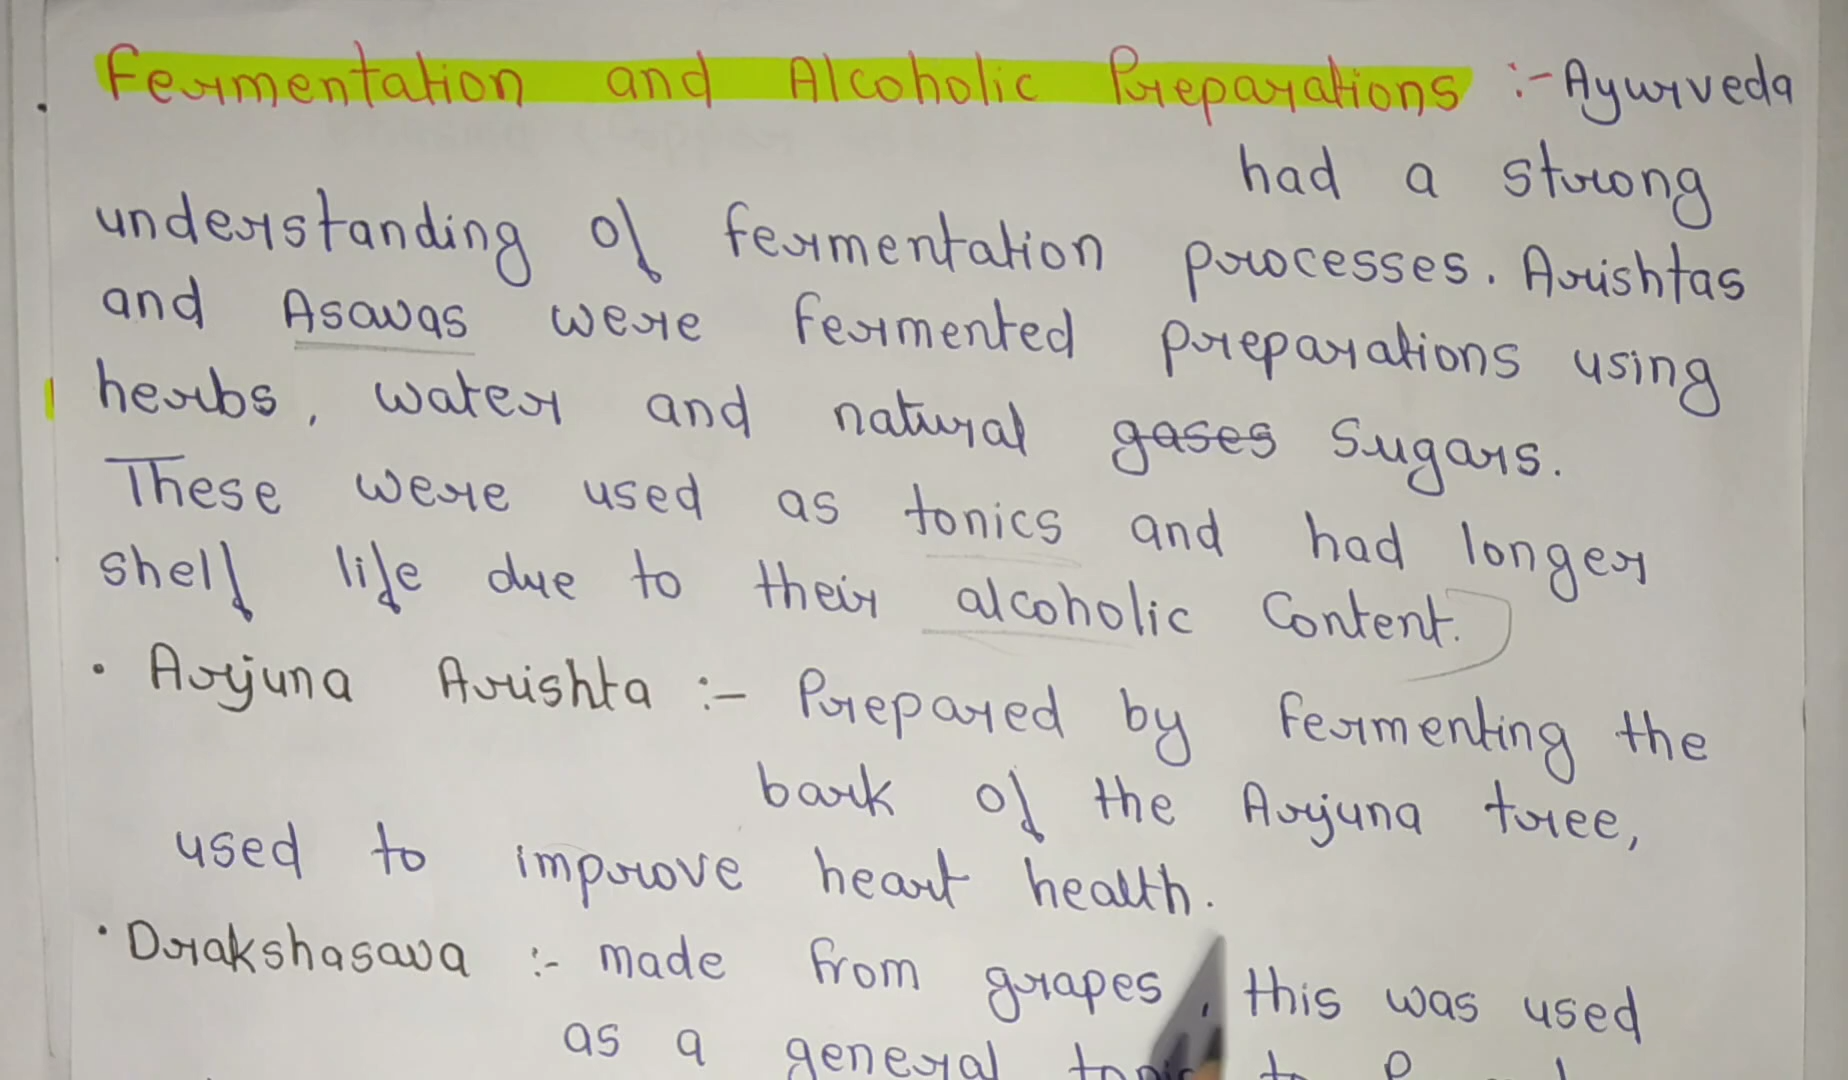 Fermentation and Alcoholic Preparations :- Ayurveda
had a strong
understanding of fermentation processes. Arishtas
and Asavas were fermented preparations using
herbs, water and natural gases Sugars.
These were used as tonics and had longer
shelf life due to their alcoholic Content.
• Arjuna Arishta :- Prepared by fermenting the
bark of the Arjuna tree,
used to improve heart health.
• Drakshasava :- made from grapes, this was used
as a general